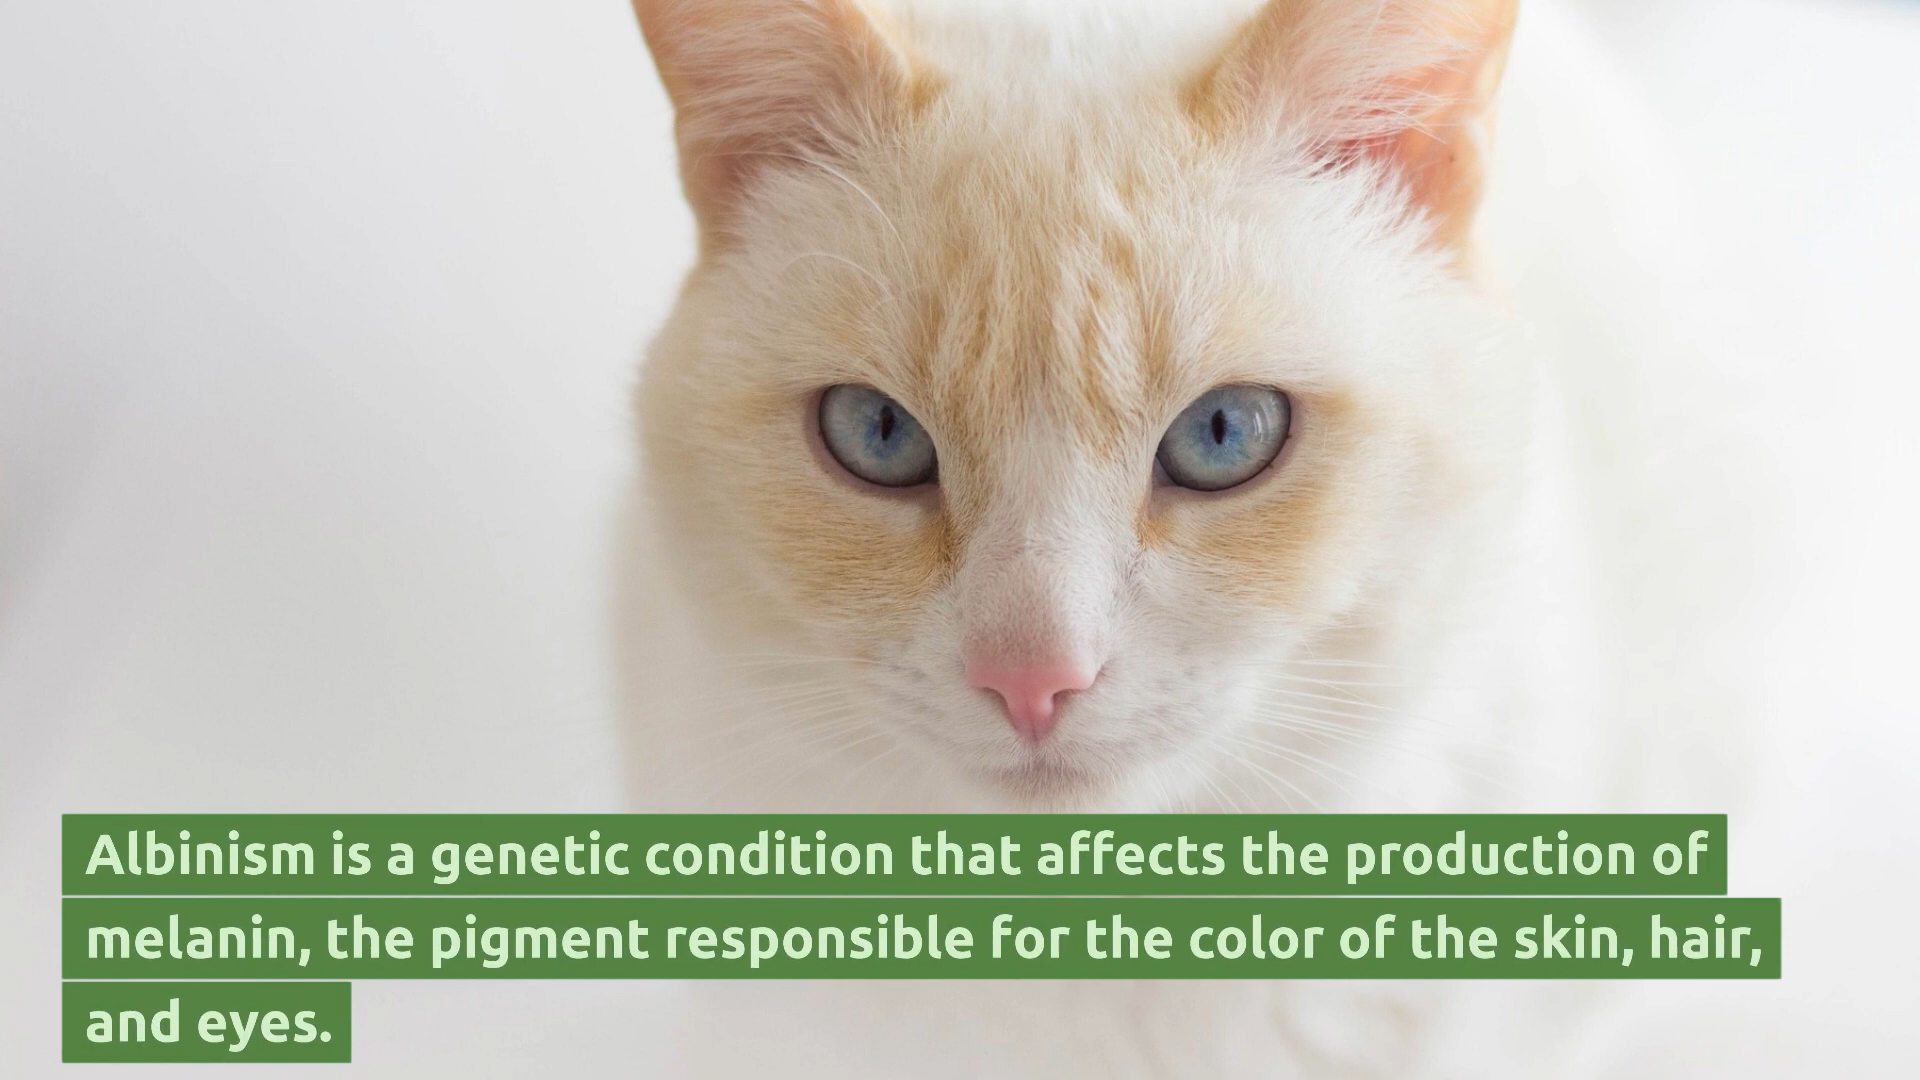 Albinism is a genetic condition that affects the production of
melanin, the pigment responsible for the color of the skin, hair,
and eyes.